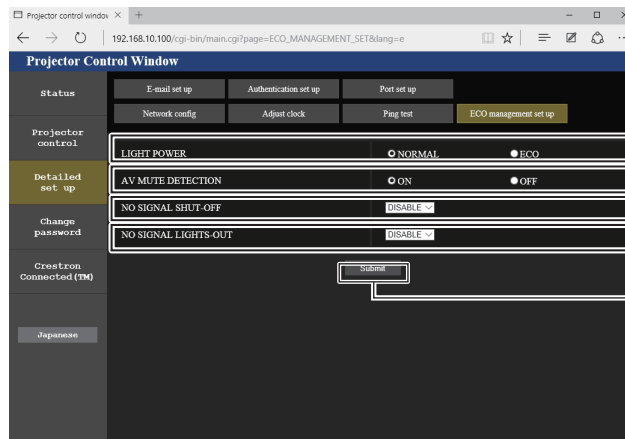 Projector control window
192.168.10.100/cgi-bin/main.cgi?page=ECO_MANAGEMENT_SET&lang=e
Projector Control Window
Status
E-mail set up
Authentication set up
Port set up
Network config
Adjust clock
Ping test
ECO management set up
Projector control
LIGHT POWER
NORMAL
ECO
Detailed set up
AV MUTE DETECTION
ON
OFF
NO SIGNAL SHUT-OFF
DISABLE
Change password
NO SIGNAL LIGHTS-OUT
DISABLE
Submit
Crestron Connected(TM)
Japanese